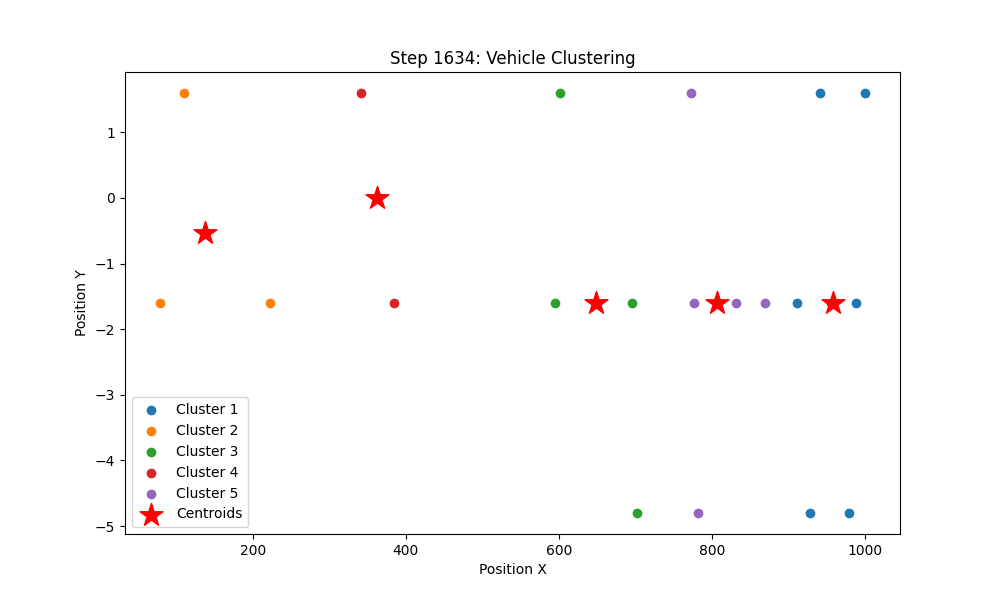 Step 1634: Vehicle Clustering
Position Y
1
0
−1
−2
−3
−4
−5
Cluster 1
Cluster 2
Cluster 3
Cluster 4
Cluster 5
Centroids
200
400
600
800
1000
Position X